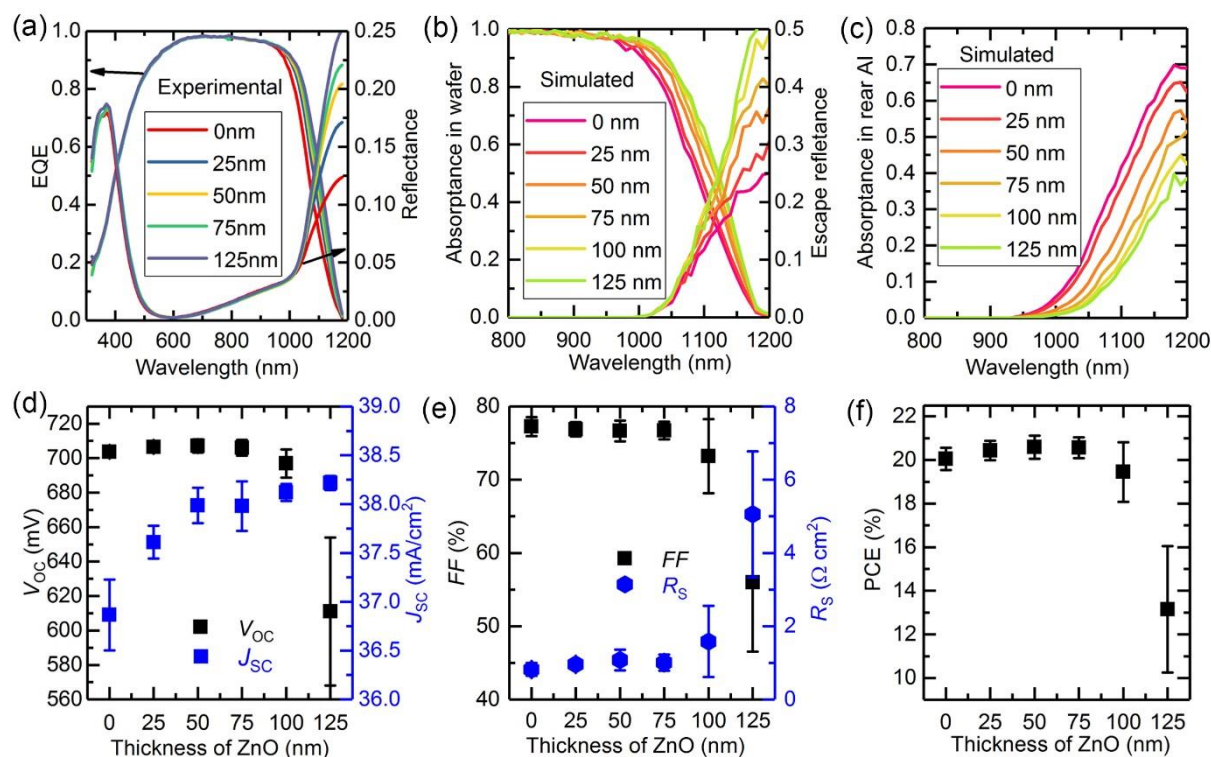 (a)
0.25
1.0
0.8
0.6
0.4
0.2
0.0
EQE
Experimental
0nm
25nm
50nm
75nm
125nm
0.20
0.15
0.10
0.05
0.00
Reflectance
400 600 800 1000 1200
Wavelength (nm)
(b)
1.0
0.8
0.6
0.4
0.2
0.0
Absorptance in wafer
Simulated
0 nm
25 nm
50 nm
75 nm
100 nm
125 nm
0.5
0.4
0.3
0.2
0.1
0.0
Escape refletance
800 900 1000 1100 1200
Wavelength (nm)
(c)
0.8
0.7
0.6
0.5
0.4
0.3
0.2
0.1
0
Absorptance in rear Al
Simulated
0 nm
25 nm
50 nm
75 nm
100 nm
125 nm
800 900 1000 1100 1200
Wavelength (nm)
(d)
720
700
680
660
640
620
600
580
560
VOC (mV)
VOC
JSC
39.0
38.5
38.0
37.5
37.0
36.5
36.0
JSC (mA/cm2)
0 25 50 75 100 125
Thickness of ZnO (nm)
(e)
80
70
60
50
40
FF (%)
FF
RS
8
6
4
2
0
RS (Ω cm2)
0 25 50 75 100 125
Thickness of ZnO (nm)
(f)
22
20
18
16
14
12
10
PCE (%)
0 25 50 75 100 125
Thickness of ZnO (nm)